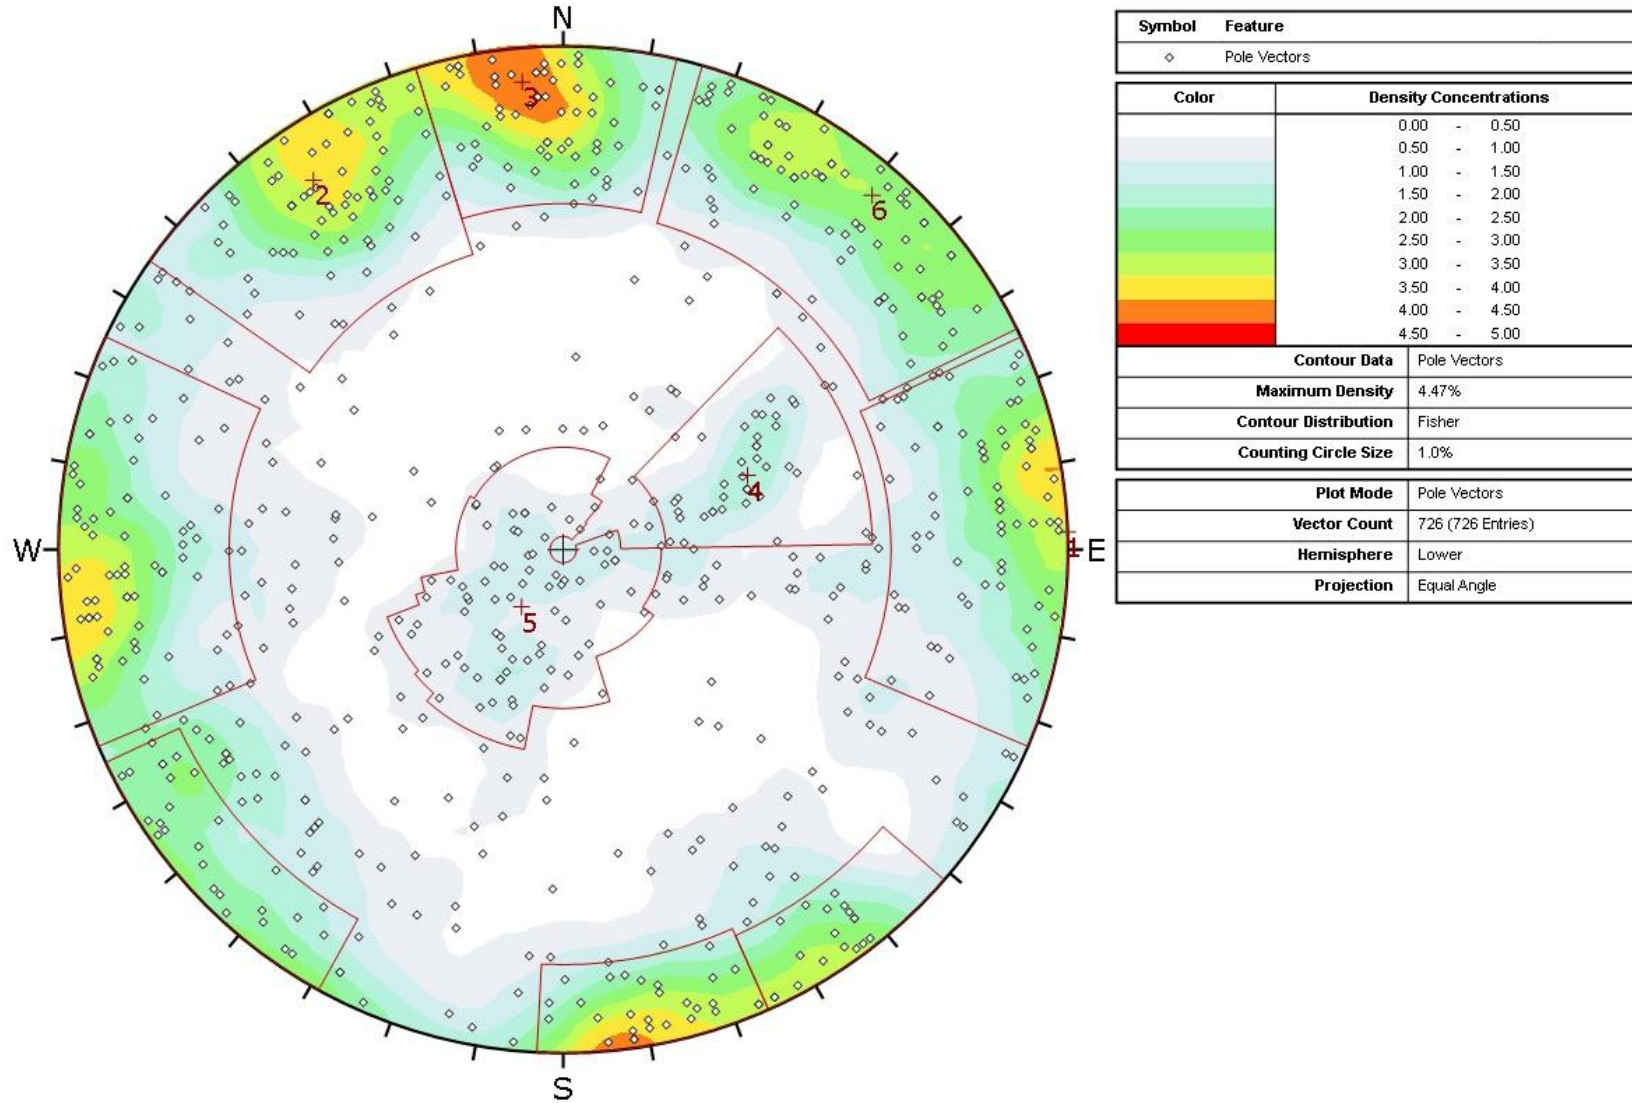 N
3
2
6
4
W
1 E
5
S
Symbol Feature
Pole Vectors
Color Density Concentrations
0.00 - 0.50
0.50 - 1.00
1.00 - 1.50
1.50 - 2.00
2.00 - 2.50
2.50 - 3.00
3.00 - 3.50
3.50 - 4.00
4.00 - 4.50
4.50 - 5.00
Contour Data Pole Vectors
Maximum Density 4.47%
Contour Distribution Fisher
Counting Circle Size 1.0%
Plot Mode Pole Vectors
Vector Count 726 (726 Entries)
Hemisphere Lower
Projection Equal Angle